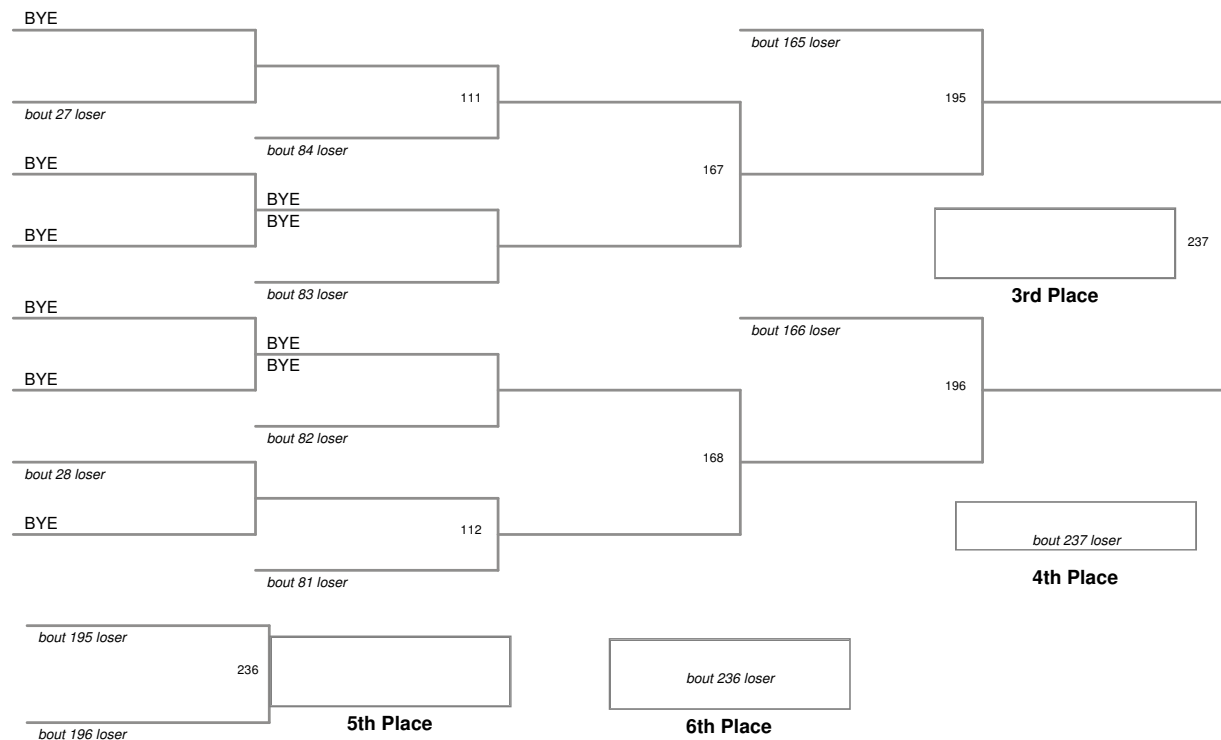 BYE
bout 27 loser
BYE
BYE
BYE
BYE
bout 28 loser
BYE
111
bout 84 loser
BYE
BYE
bout 83 loser
BYE
BYE
bout 82 loser
112
bout 81 loser
167
168
bout 165 loser
195
237
3rd Place
bout 166 loser
196
bout 237 loser
4th Place
bout 195 loser
236
bout 196 loser
5th Place
bout 236 loser
6th Place